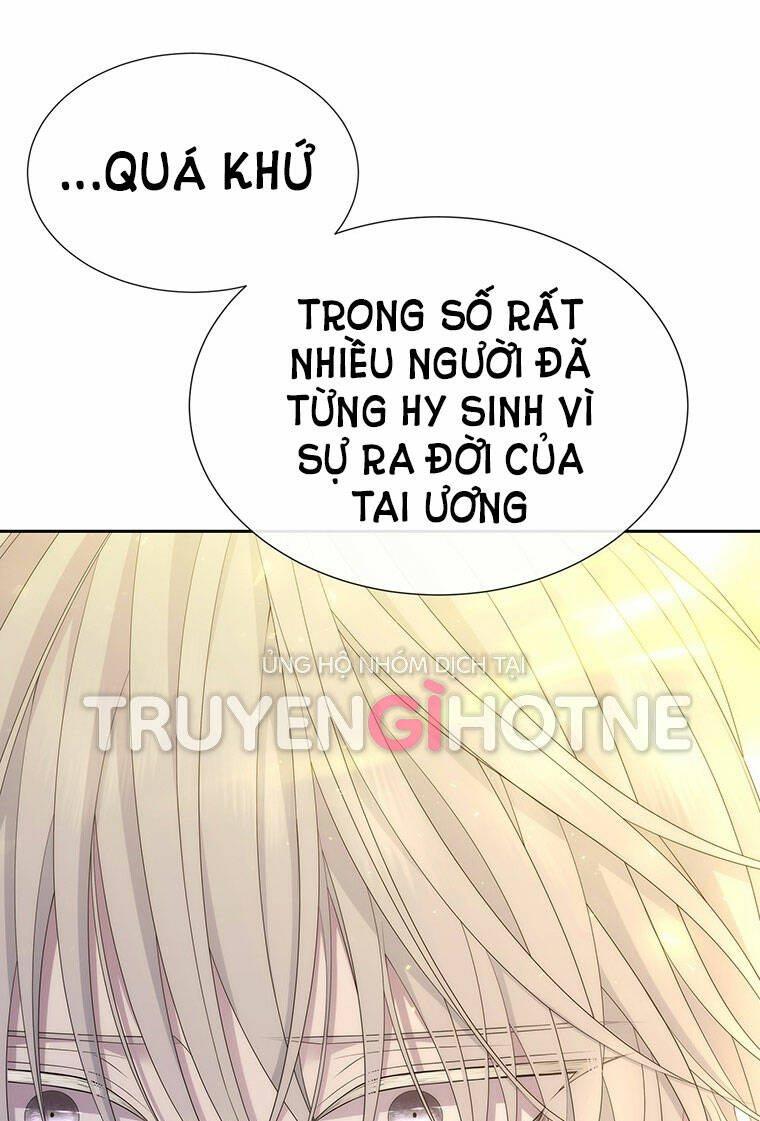 ...QUÁ KHỨ
TRONG SỐ RẤT
NHIỀU NGƯỜI ĐÃ
TỪNG HY SINH VÌ
SỰ RA ĐỜI CỦA
TAI ƯƠNG
ỦNG HỘ NHÓM DỊCH TẠI
TRUYENGÌHOTNE